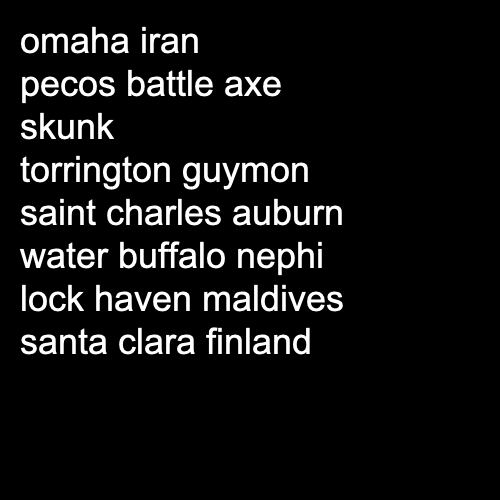 omaha iran
pecos battle axe
skunk
torrington guymon
saint charles auburn
water buffalo nephi
lock haven maldives
santa clara finland